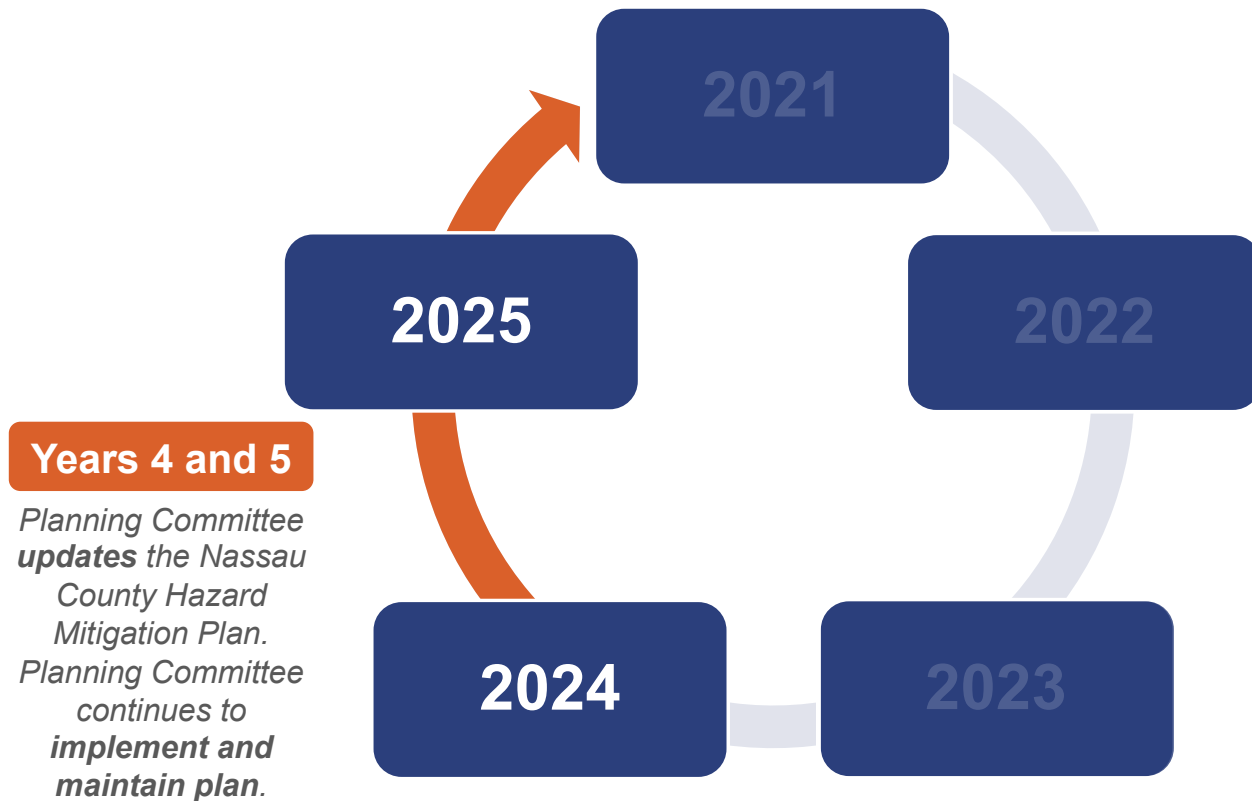 2021
2025
2022
Years 4 and 5
Planning Committee
updates the Nassau
County Hazard
Mitigation Plan.
Planning Committee
continues to
implement and
maintain plan.
2024
2023